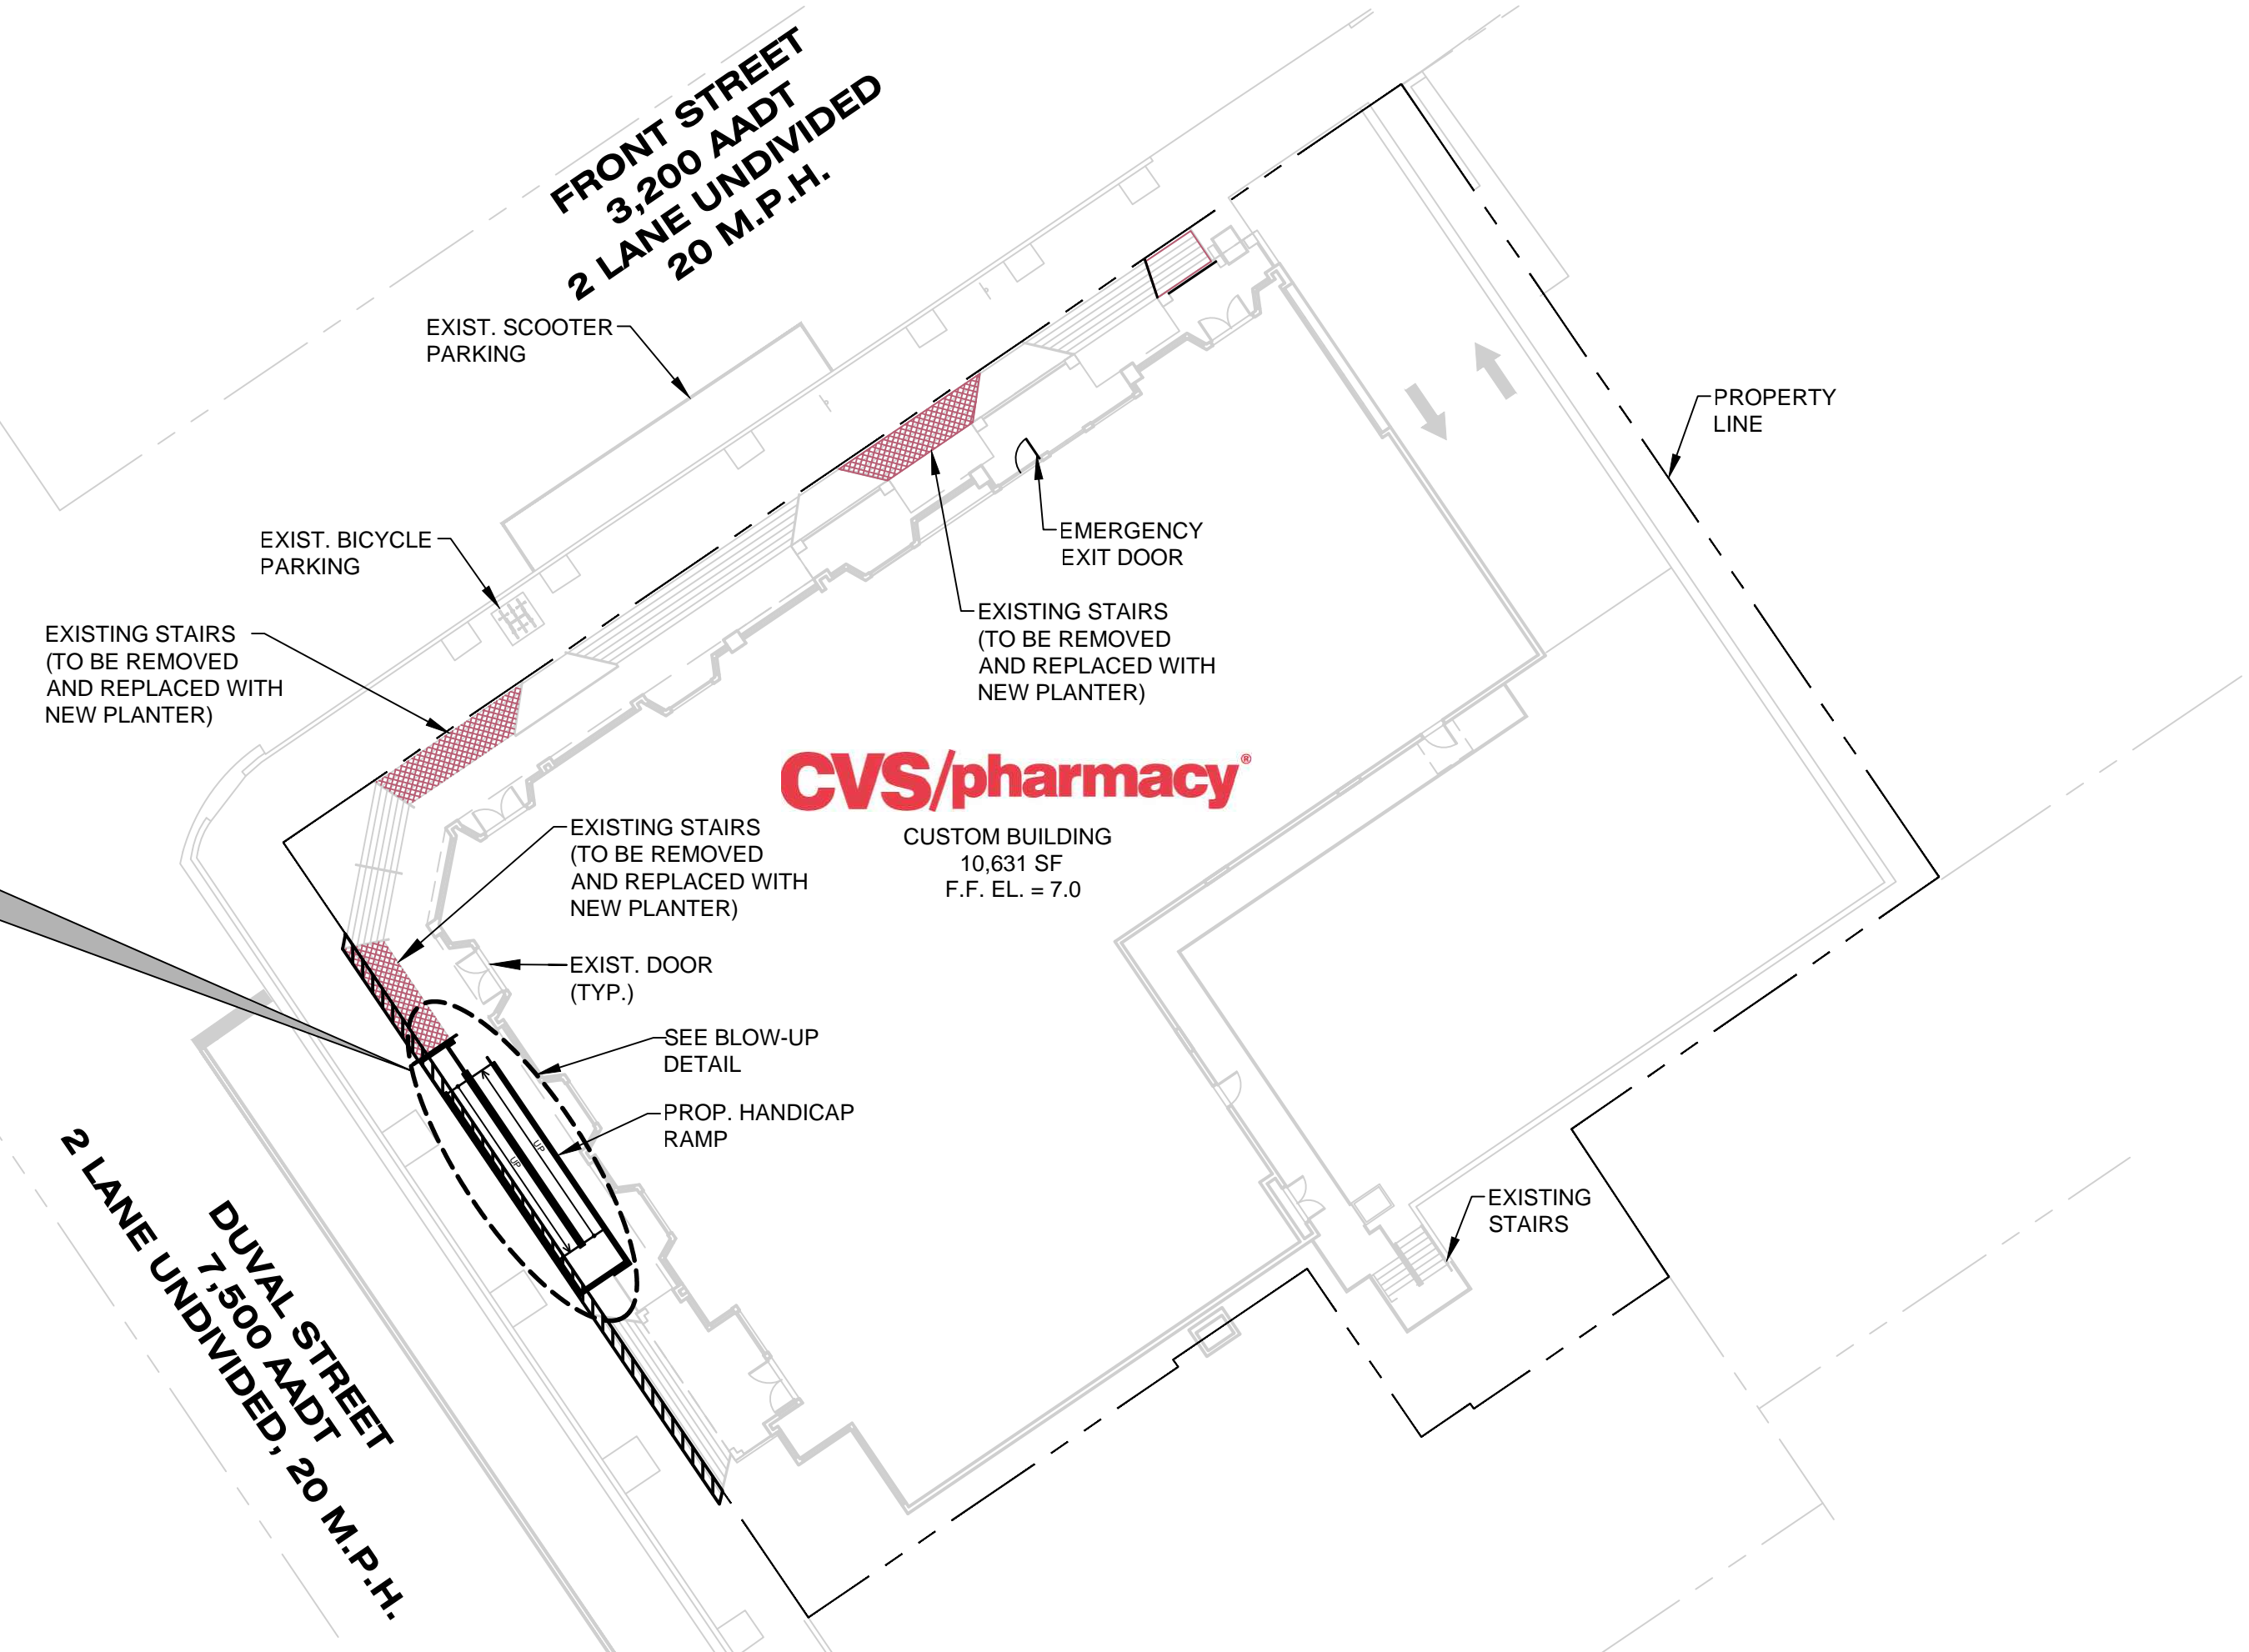 FRONT STREET
3,200 AADT
2 LANE UNDIVIDED
20 M.P.H.
EXIST. SCOOTER
PARKING
PROPERTY
LINE
EXIST. BICYCLE
PARKING
EMERGENCY
EXIT DOOR
EXISTING STAIRS
(TO BE REMOVED
AND REPLACED WITH
NEW PLANTER)
EXISTING STAIRS
(TO BE REMOVED
AND REPLACED WITH
NEW PLANTER)
CVS/pharmacy®
CUSTOM BUILDING
10,631 SF
F.F. EL. = 7.0
EXISTING STAIRS
(TO BE REMOVED
AND REPLACED WITH
NEW PLANTER)
EXIST. DOOR
(TYP.)
SEE BLOW-UP
DETAIL
PROP. HANDICAP
RAMP
UP
UP
EXISTING
STAIRS
DUVAL STREET
7,500 AADT
2 LANE UNDIVIDED, 20 M.P.H.